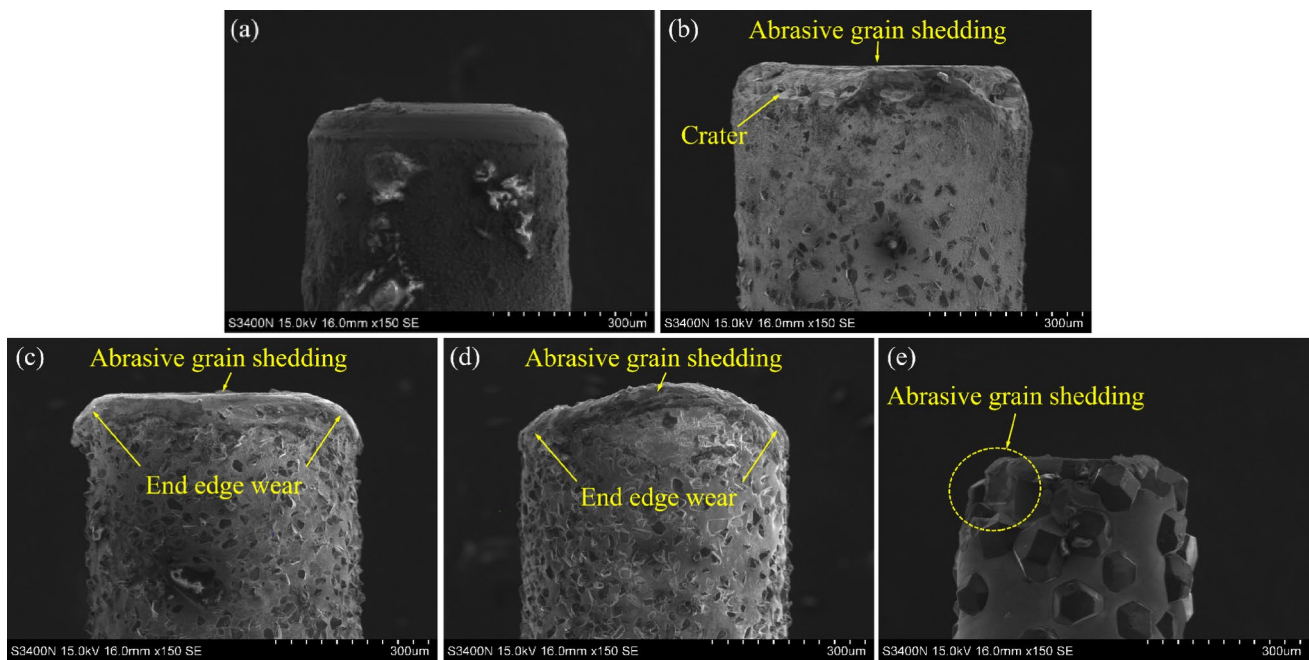 (a)
S3400N 15.0kV 16.0mm x150 SE
300um
(b)
Abrasive grain shedding
Crater
S3400N 15.0kV 16.0mm x150 SE
300um
(c)
Abrasive grain shedding
End edge wear
S3400N 15.0kV 16.0mm x150 SE
300um
(d)
Abrasive grain shedding
End edge wear
S3400N 15.0kV 16.0mm x150 SE
300um
(e)
Abrasive grain shedding
S3400N 15.0kV 16.0mm x150 SE
300um